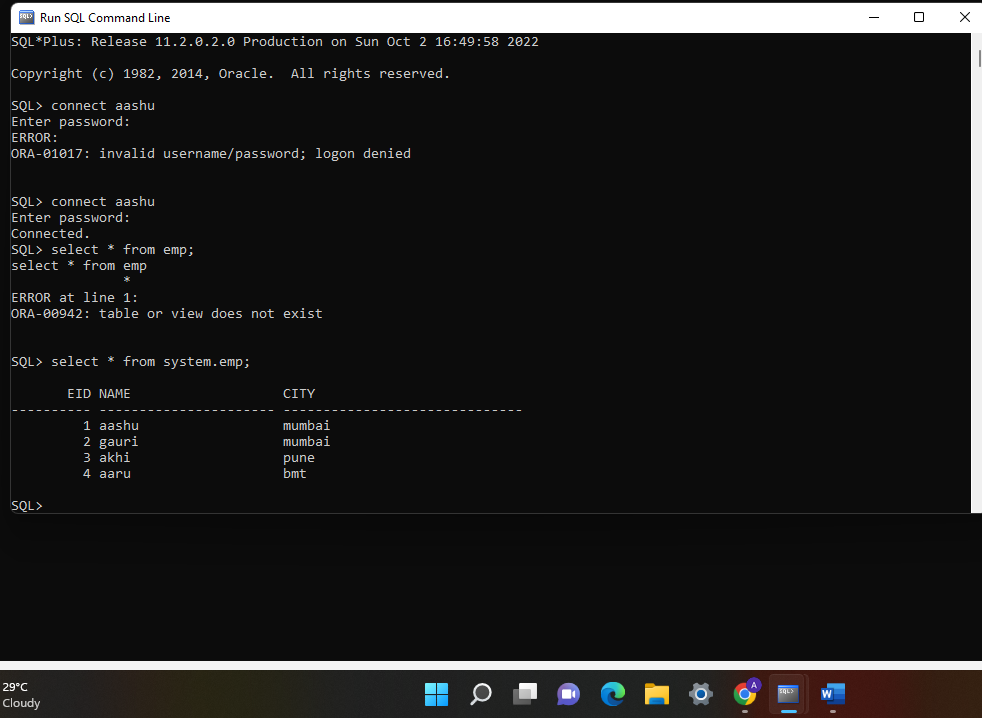 Run SQL Command Line
SQL*Plus: Release 11.2.0.2.0 Production on Sun Oct 2 16:49:58 2022
Copyright (c) 1982, 2014, Oracle.  All rights reserved.
SQL> connect aashu
Enter password:
ERROR:
ORA-01017: invalid username/password; logon denied
SQL> connect aashu
Enter password:
Connected.
SQL> select * from emp;
select * from emp
              *
ERROR at line 1:
ORA-00942: table or view does not exist
SQL> select * from system.emp;
       EID NAME                   CITY
---------- ---------------------- ------------------------------
         1 aashu                  mumbai
         2 gauri                  mumbai
         3 akhi                   pune
         4 aaru                   bmt
SQL>
29°C
Cloudy
A
SQL>
W